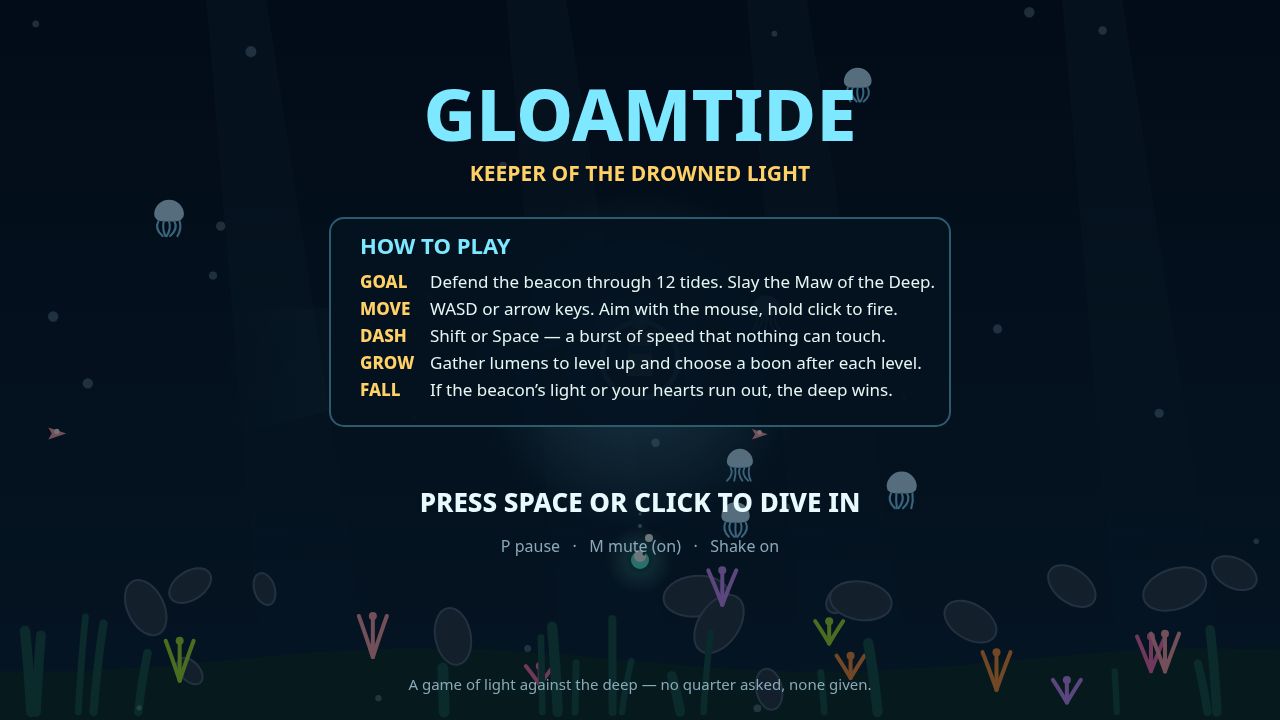 GLOAMTIDE
KEEPER OF THE DROWNED LIGHT
HOW TO PLAY
GOAL Defend the beacon through 12 tides. Slay the Maw of the Deep.
MOVE WASD or arrow keys. Aim with the mouse, hold click to fire.
DASH Shift or Space — a burst of speed that nothing can touch.
GROW Gather lumens to level up and choose a boon after each level.
FALL If the beacon’s light or your hearts run out, the deep wins.
PRESS SPACE OR CLICK TO DIVE IN
P pause · M mute (on) · Shake on
A game of light against the deep — no quarter asked, none given.